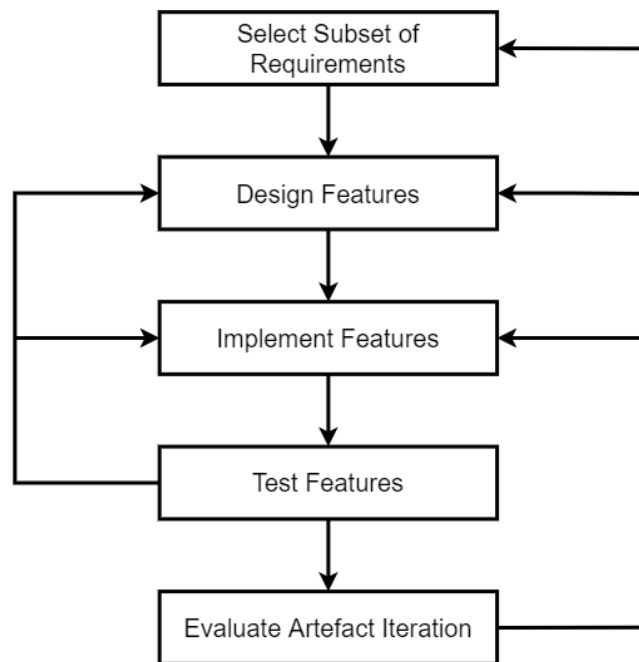 Select Subset of
Requirements
Design Features
Implement Features
Test Features
Evaluate Artefact Iteration